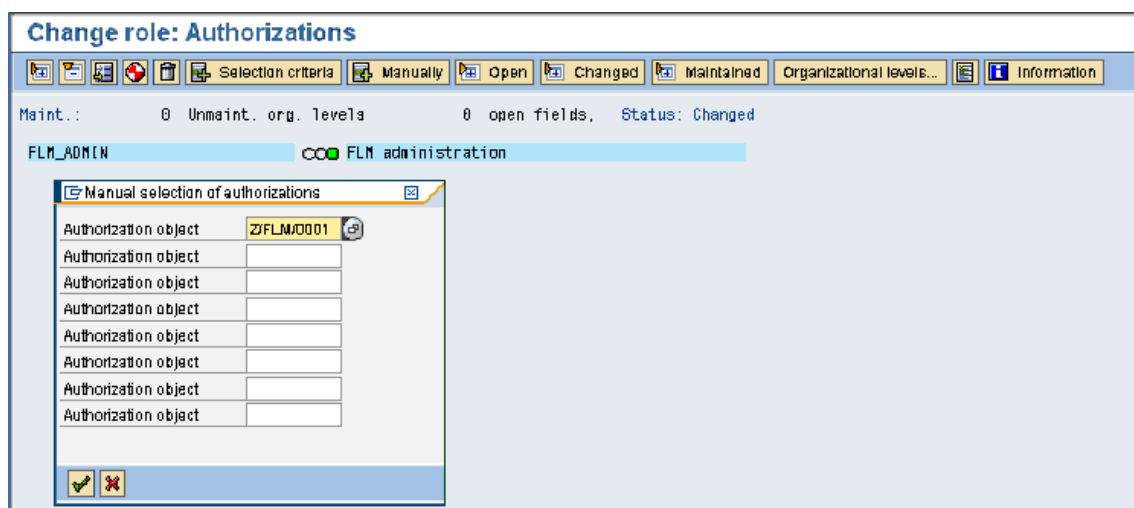 Change role: Authorizations
Selection criteria Manually Open Changed Maintained Organizational levels... Information
Maint.: 0 Unmaint. org. levels 0 open fields, Status: Changed
FLM_ADMIN FLM administration
Manual selection of authorizations
Authorization object Z/FLM/0001
Authorization object
Authorization object
Authorization object
Authorization object
Authorization object
Authorization object
Authorization object